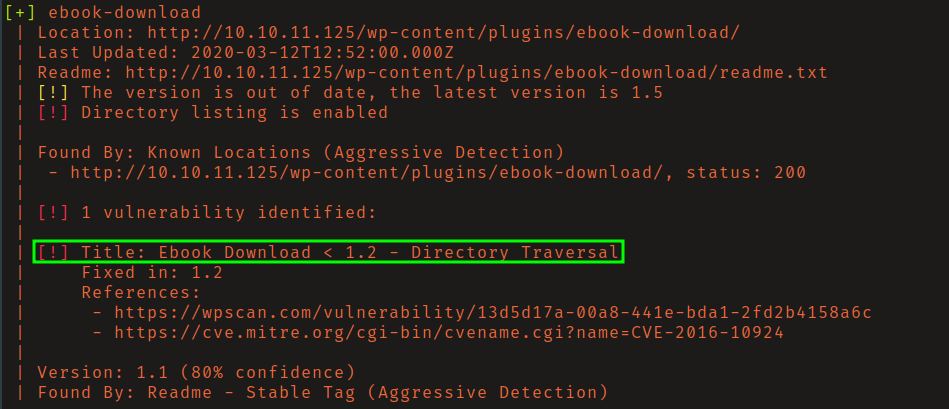 [+] ebook-download
| Location: http://10.10.11.125/wp-content/plugins/ebook-download/
| Last Updated: 2020-03-12T12:52:00.000Z
| Readme: http://10.10.11.125/wp-content/plugins/ebook-download/readme.txt
| [!] The version is out of date, the latest version is 1.5
| [!] Directory listing is enabled
|
| Found By: Known Locations (Aggressive Detection)
|  - http://10.10.11.125/wp-content/plugins/ebook-download/, status: 200
|
| [!] 1 vulnerability identified:
|
| [!] Title: Ebook Download < 1.2 - Directory Traversal
|     Fixed in: 1.2
|     References:
|      - https://wpscan.com/vulnerability/13d5d17a-00a8-441e-bda1-2fd2b4158a6c
|      - https://cve.mitre.org/cgi-bin/cvename.cgi?name=CVE-2016-10924
|
| Version: 1.1 (80% confidence)
| Found By: Readme - Stable Tag (Aggressive Detection)